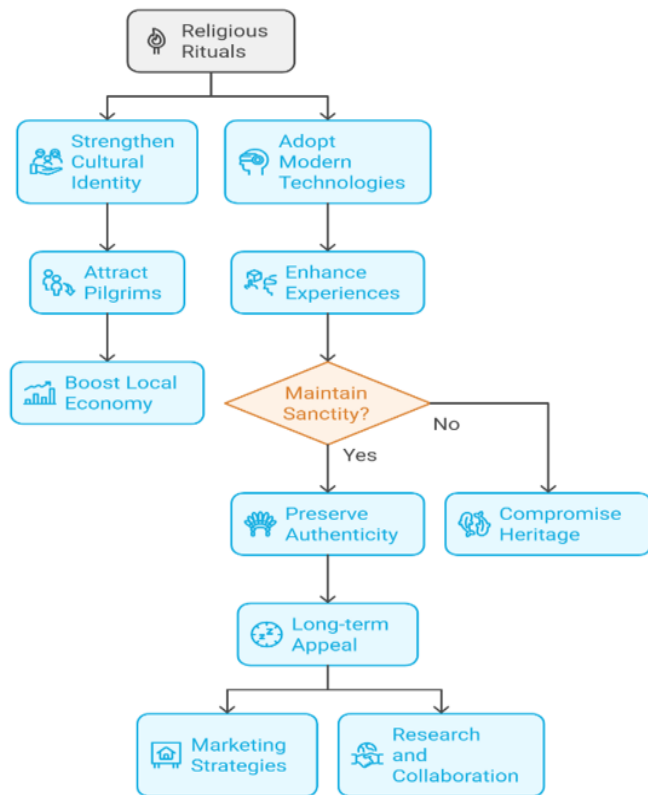 Religious
Rituals
Strengthen
Cultural
Identity
Adopt
Modern
Technologies
Attract
Pilgrims
Enhance
Experiences
Boost Local
Economy
Maintain
Sanctity?
No
Yes
Preserve
Authenticity
Compromise
Heritage
Long-term
Appeal
Marketing
Strategies
Research
and
Collaboration